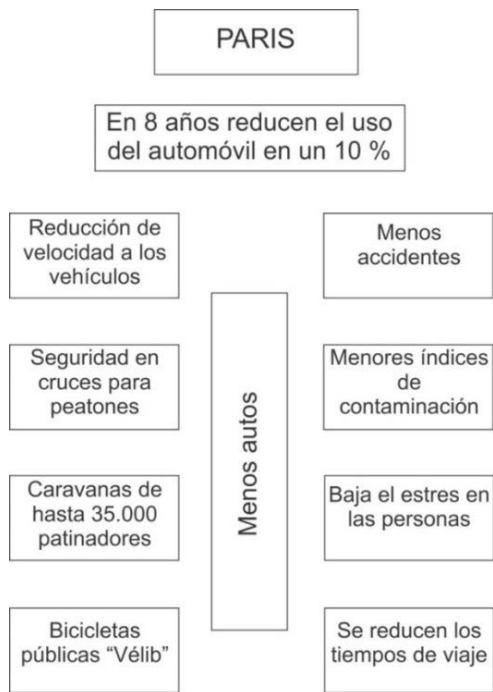 PARIS
En 8 años reducen el uso
del automóvil en un 10 %
Reducción de
velocidad a los
vehículos
Seguridad en
cruces para
peatones
Caravanas de
hasta 35.000
patinadores
Bicicletas
públicas “Vélib”
Menos autos
Menos
accidentes
Menores índices
de
contaminación
Baja el estres en
las personas
Se reducen los
tiempos de viaje